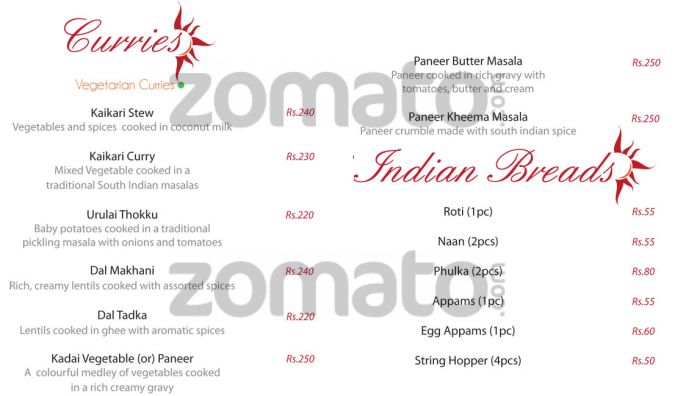 Curries
Vegetarian Curries
Kaikari Stew Rs.240
Vegetables and spices cooked in coconut milk
Kaikari Curry Rs.230
Mixed Vegetable cooked in a
traditional South Indian masalas
Urulai Thokku Rs.220
Baby potatoes cooked in a traditional
pickling masala with onions and tomatoes
Dal Makhani Rs.240
Rich, creamy lentils cooked with assorted spices
Dal Tadka Rs.220
Lentils cooked in ghee with aromatic spices
Kadai Vegetable (or) Paneer Rs.250
A colourful medley of vegetables cooked
in a rich creamy gravy
Paneer Butter Masala Rs.250
Paneer cooked in rich gravy with
tomatoes, butter and cream
Paneer Kheema Masala Rs.250
Paneer crumble made with south indian spice
Indian Breads
Roti (1pc) Rs.55
Naan (2pcs) Rs.55
Phulka (2pcs) Rs.80
Appams (1pc) Rs.55
Egg Appams (1pc) Rs.60
String Hopper (4pcs) Rs.50
zomato.com
zomato.com